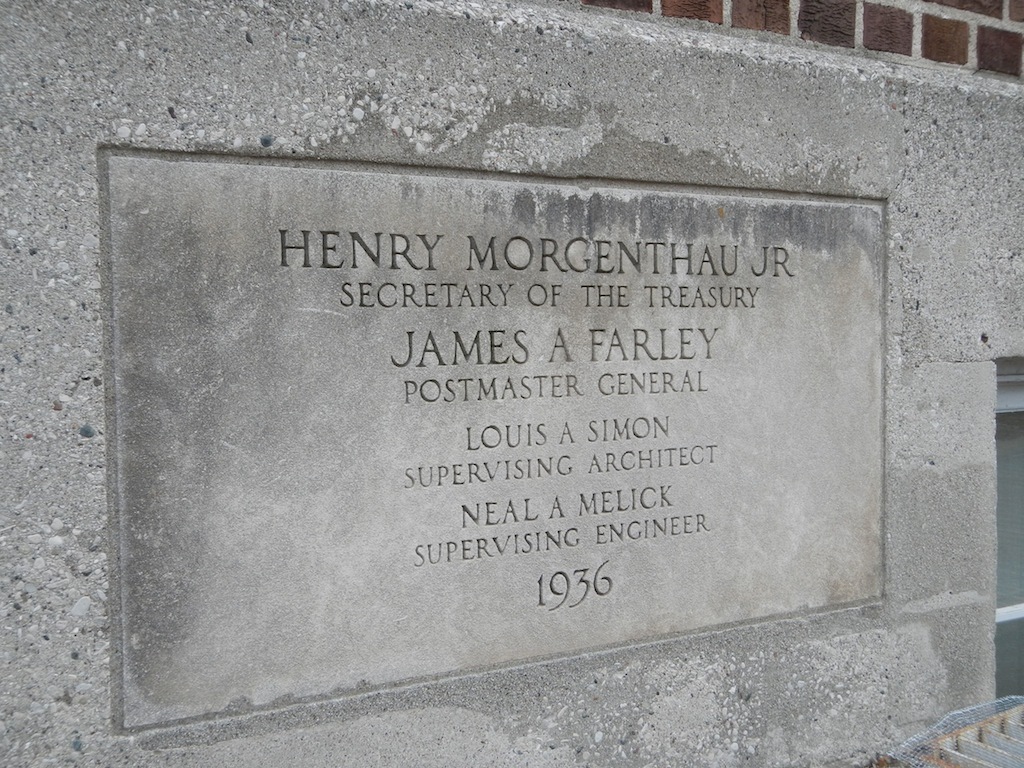 HENRY MORGENTHAU JR
SECRETARY OF THE TREASURY
JAMES A FARLEY
POSTMASTER GENERAL
LOUIS A SIMON
SUPERVISING ARCHITECT
NEAL A MELICK
SUPERVISING ENGINEER
1936